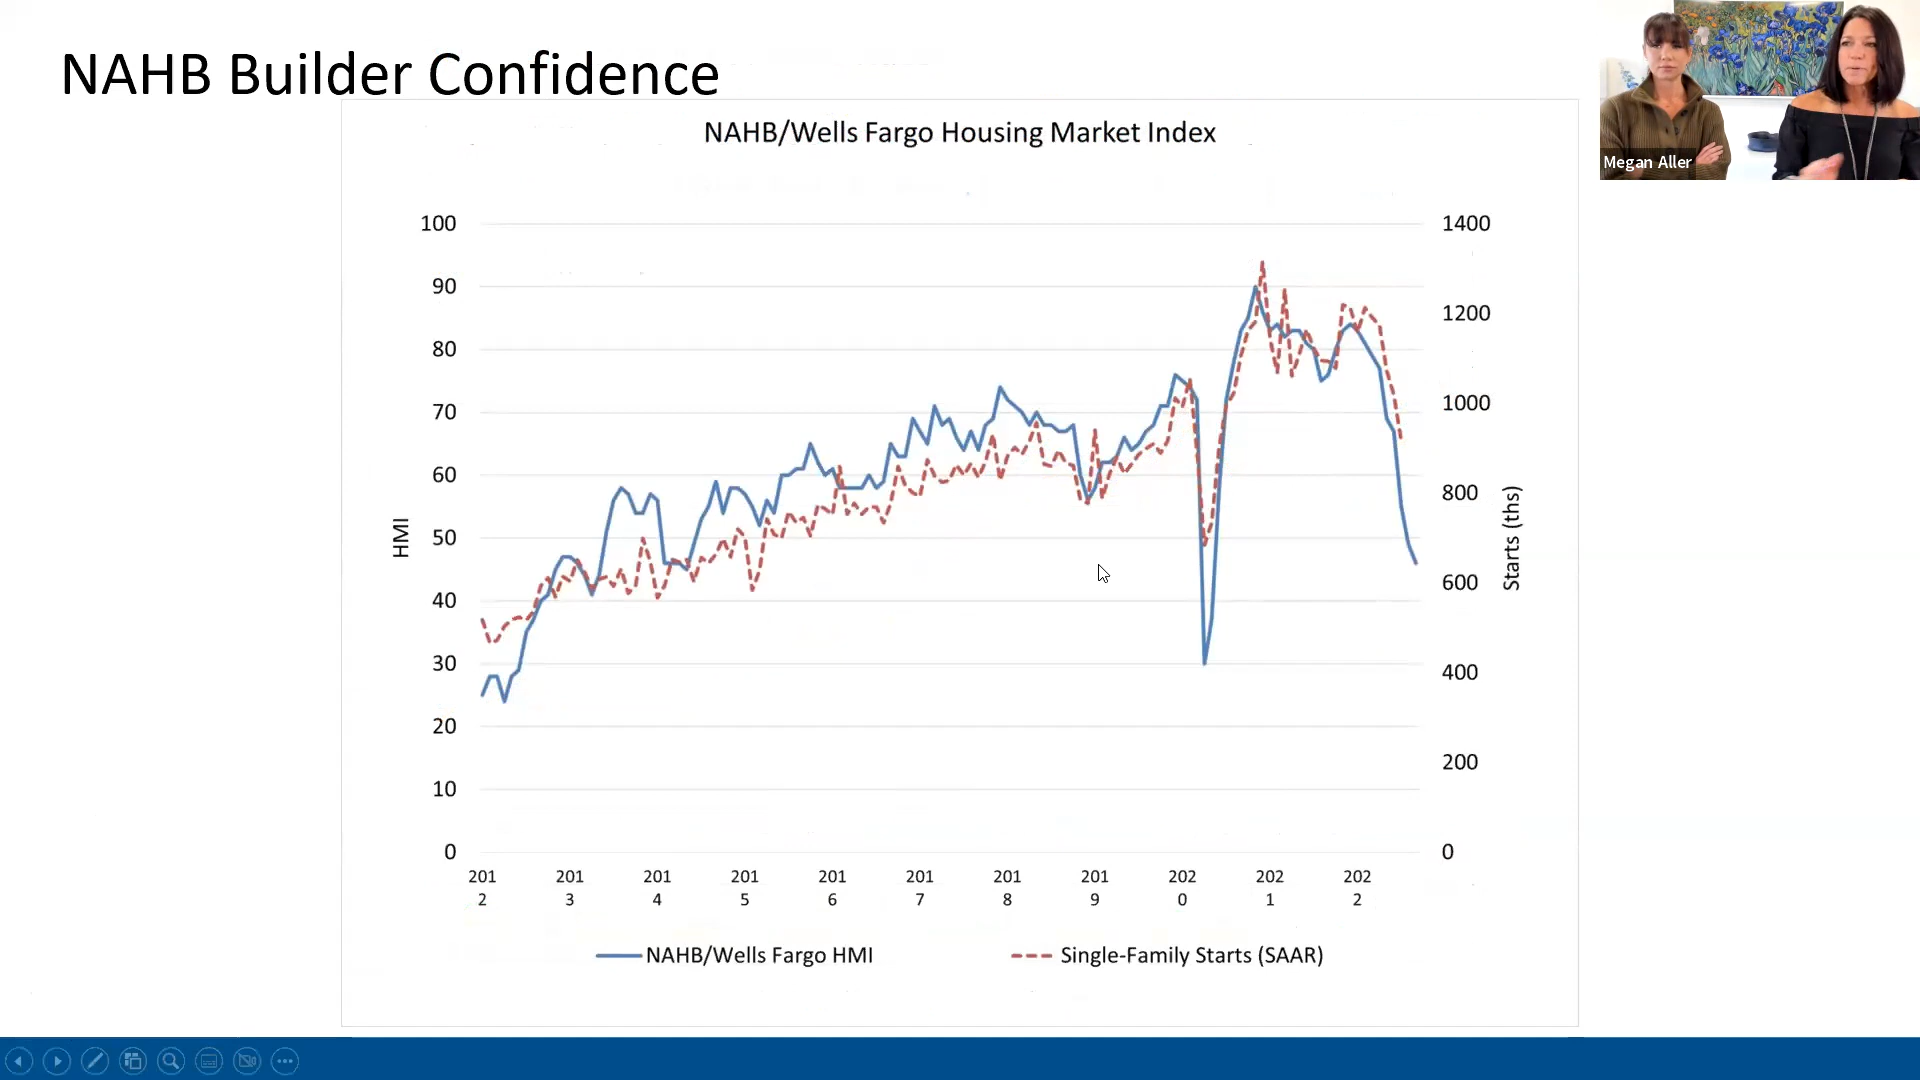 NAHB Builder Confidence
Megan Aller
NAHB/Wells Fargo Housing Market Index
100
90
80
70
60
50
40
30
20
10
0
HMI
1400
1200
1000
800
600
400
200
0
Starts (ths)
201 201 201 201 201 201 201 201 202 202 202
2 3 4 5 6 7 8 9 0 1 2
NAHB/Wells Fargo HMI
Single-Family Starts (SAAR)